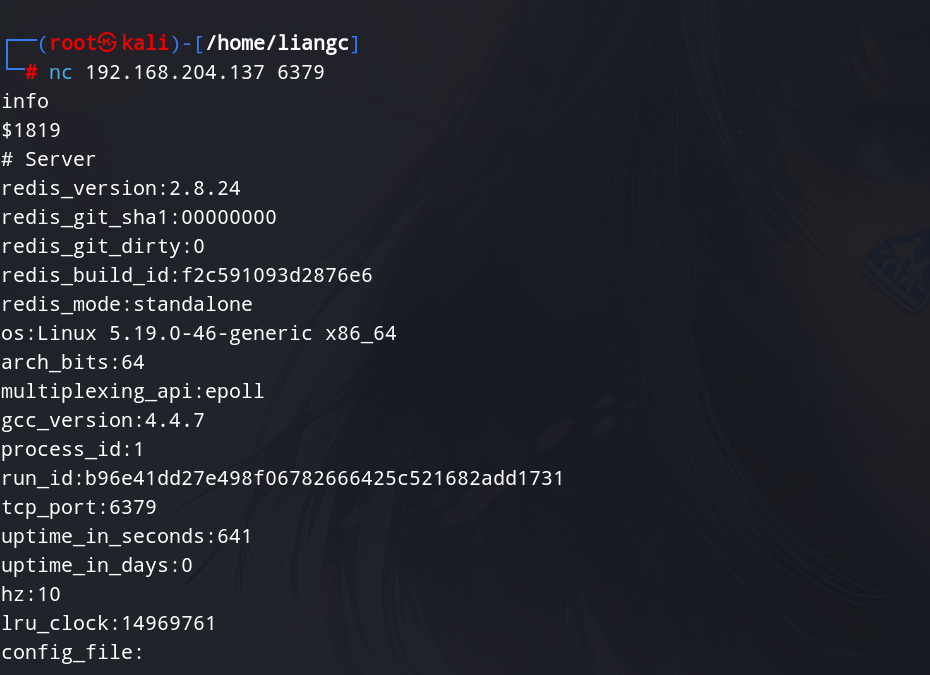 ┌──(root㉿kali)-[/home/liangc]
└─# nc 192.168.204.137 6379
info
$1819
# Server
redis_version:2.8.24
redis_git_sha1:00000000
redis_git_dirty:0
redis_build_id:f2c591093d2876e6
redis_mode:standalone
os:Linux 5.19.0-46-generic x86_64
arch_bits:64
multiplexing_api:epoll
gcc_version:4.4.7
process_id:1
run_id:b96e41dd27e498f06782666425c521682add1731
tcp_port:6379
uptime_in_seconds:641
uptime_in_days:0
hz:10
lru_clock:14969761
config_file: